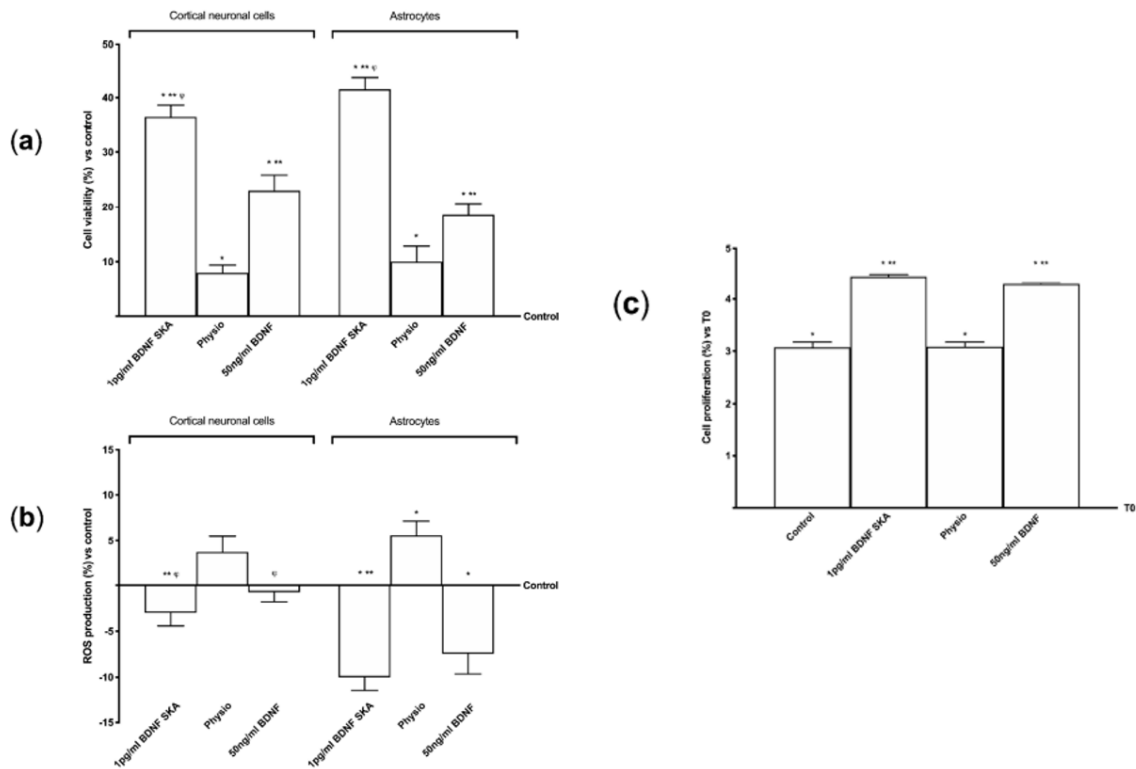 Cortical neuronal cells Astrocytes
(a)
Cell viability (%) vs control
50
40
30
20
10
* ** φ
*
* **
* ** φ
*
* **
Control
1pg/ml BDNF SKA
Physio
50ng/ml BDNF
1pg/ml BDNF SKA
Physio
50ng/ml BDNF
Cortical neuronal cells Astrocytes
(b)
ROS production (%) vs control
15
10
5
0
-5
-10
-15
** φ
φ
* **
*
*
Control
1pg/ml BDNF SKA
Physio
50ng/ml BDNF
1pg/ml BDNF SKA
Physio
50ng/ml BDNF
(c)
Cell proliferation (%) vs T0
5
4
3
2
1
*
* **
*
* **
T0
Control
1pg/ml BDNF SKA
Physio
50ng/ml BDNF